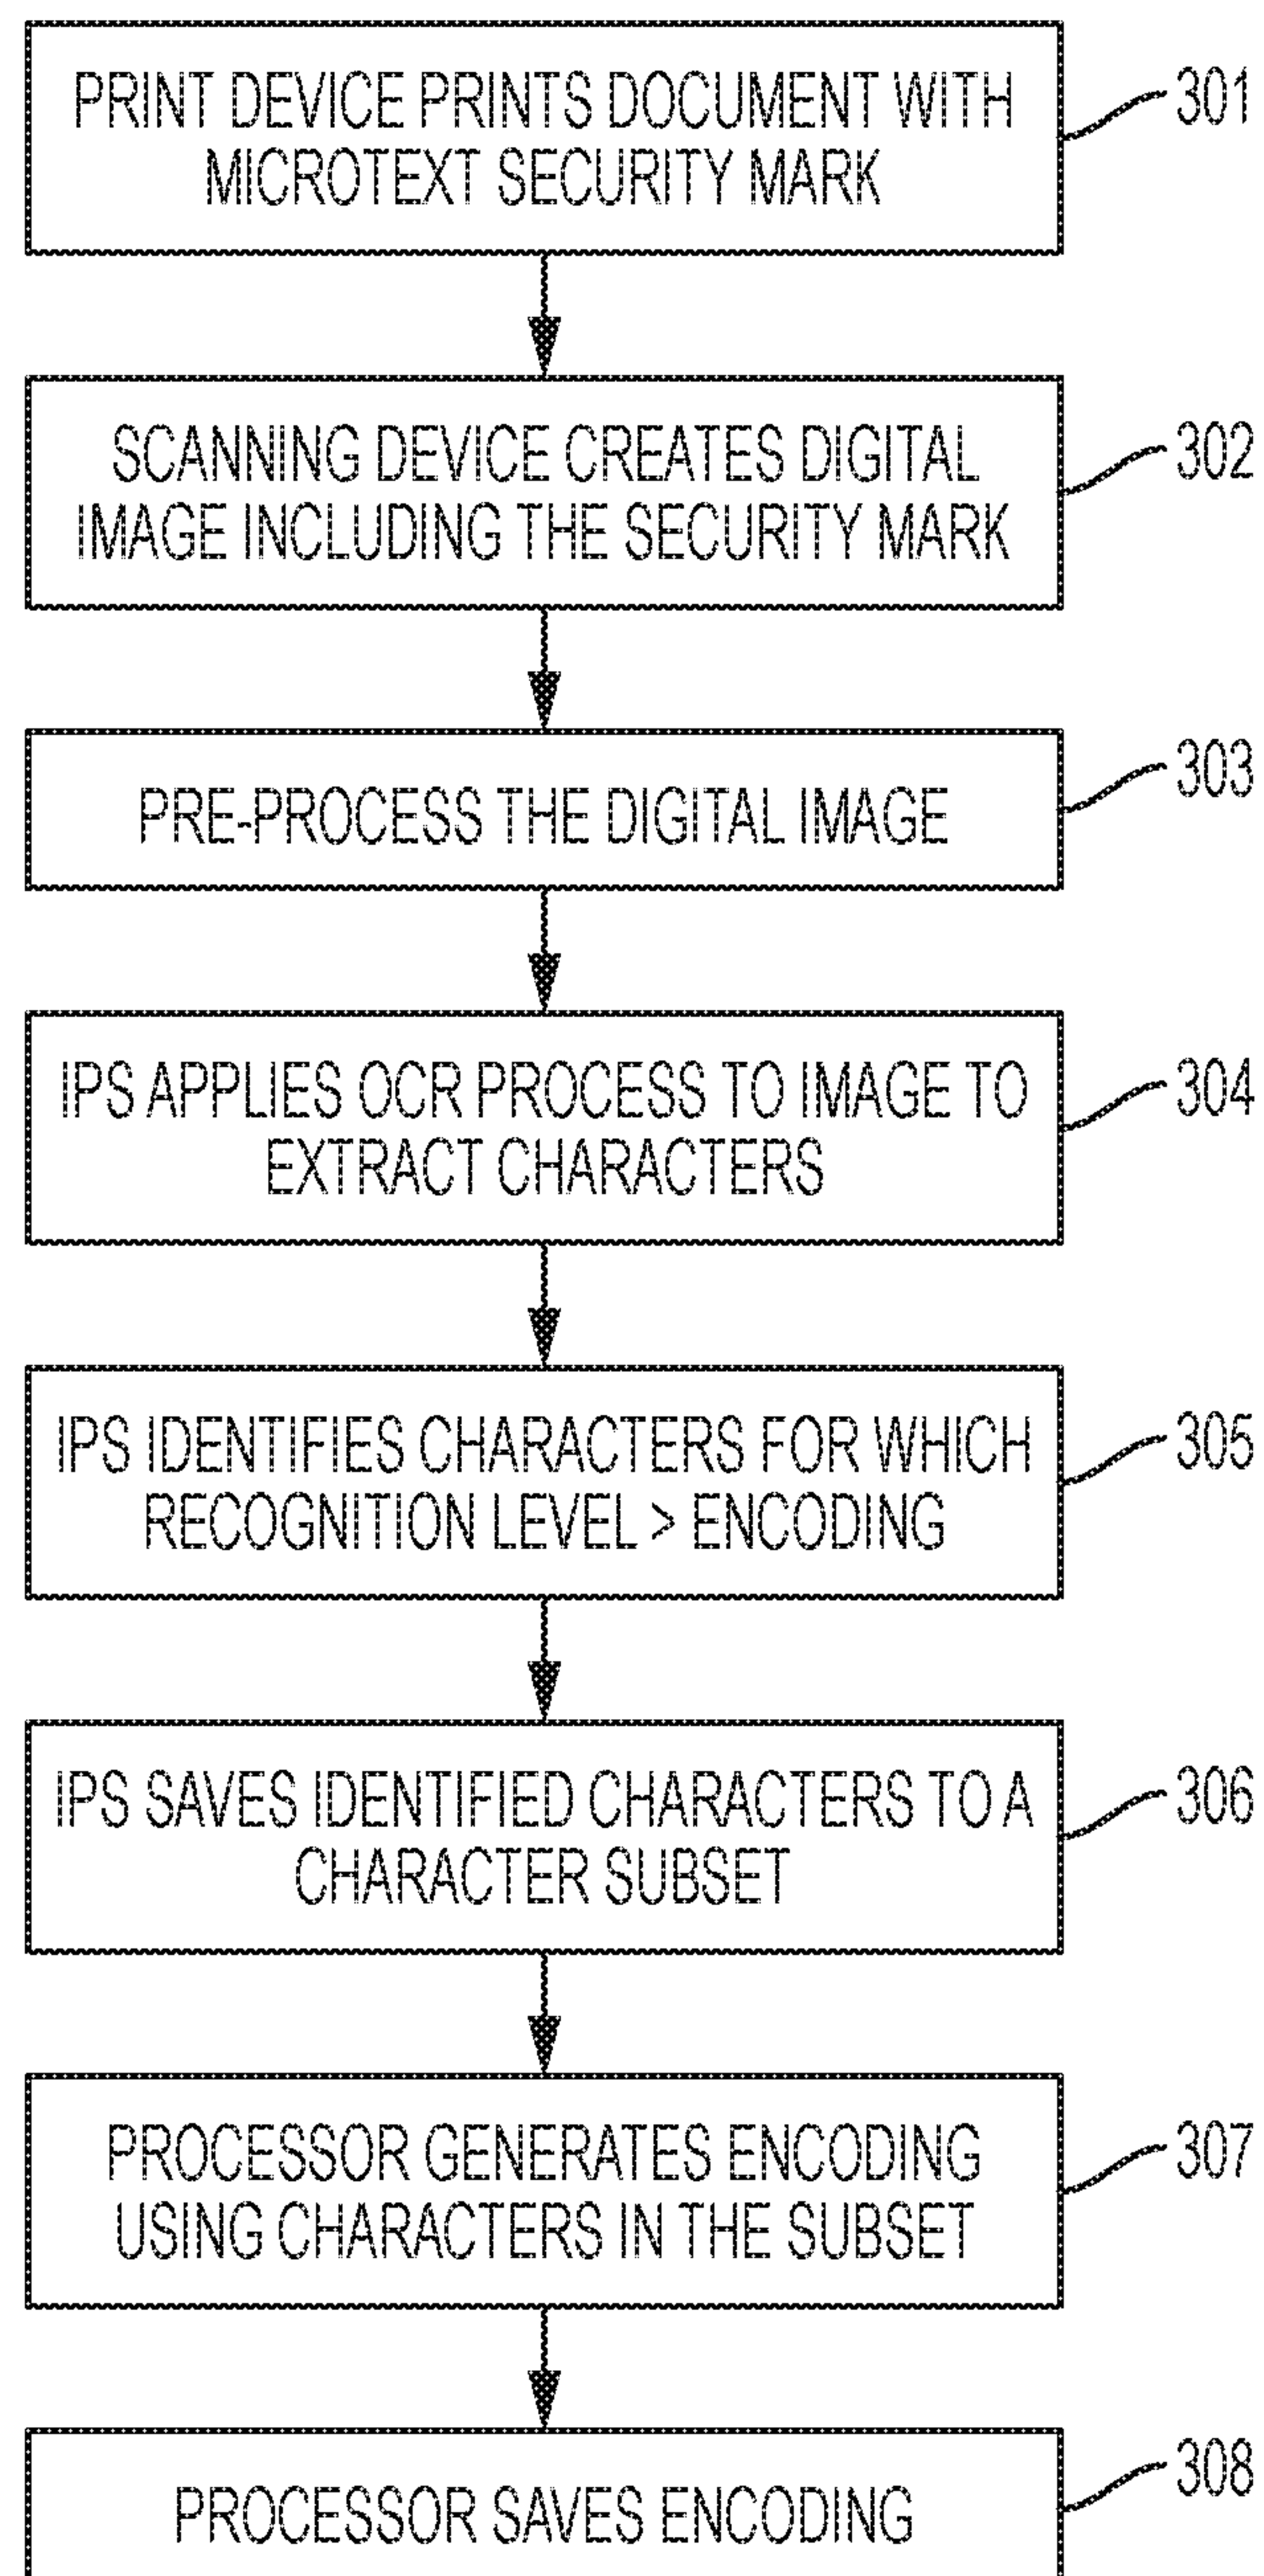 PRINT DEVICE PRINTS DOCUMENT WITH
MICROTEXT SECURITY MARK
301
SCANNING DEVICE CREATES DIGITAL
IMAGE INCLUDING THE SECURITY MARK
302
PRE-PROCESS THE DIGITAL IMAGE
303
IPS APPLIES OCR PROCESS TO IMAGE TO
EXTRACT CHARACTERS
304
IPS IDENTIFIES CHARACTERS FOR WHICH
RECOGNITION LEVEL > ENCODING
305
IPS SAVES IDENTIFIED CHARACTERS TO A
CHARACTER SUBSET
306
PROCESSOR GENERATES ENCODING
USING CHARACTERS IN THE SUBSET
307
PROCESSOR SAVES ENCODING
308